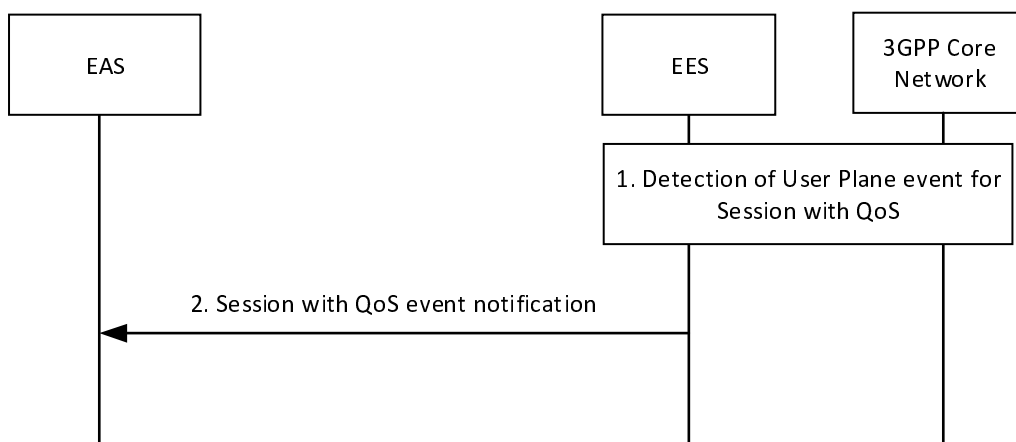 EAS
EES
3GPP Core
Network
1. Detection of User Plane event for
Session with QoS
2. Session with QoS event notification